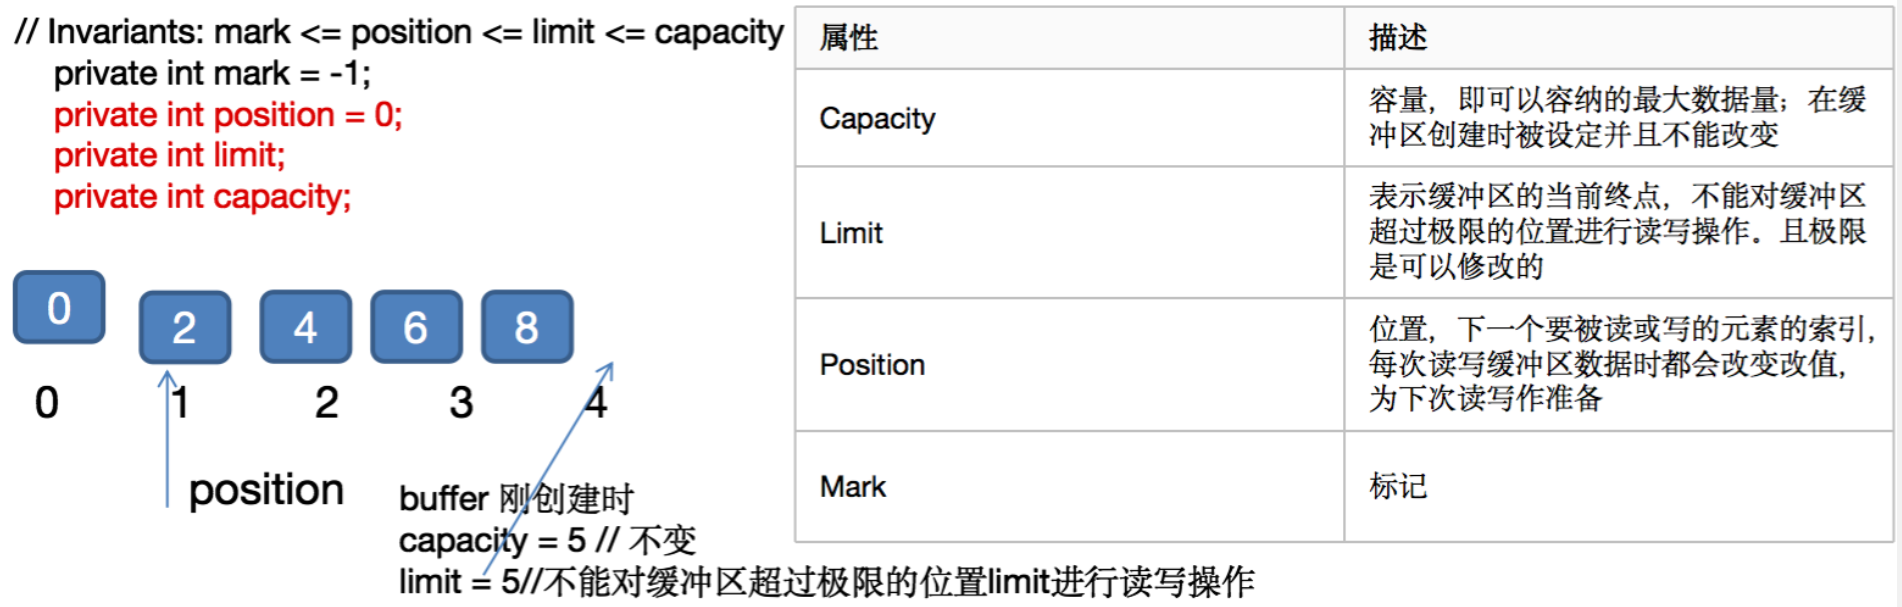 // Invariants: mark <= position <= limit <= capacity
private int mark = -1;
private int position = 0;
private int limit;
private int capacity;
0
2
4
6
8
0
1
2
3
4
position
buffer 刚创建时
capacity = 5 // 不变
limit = 5//不能对缓冲区超过极限的位置limit进行读写操作
属性
描述
Capacity
容量，即可以容纳的最大数据量；在缓
冲区创建时被设定并且不能改变
Limit
表示缓冲区的当前终点，不能对缓冲区
超过极限的位置进行读写操作。且极限
是可以修改的
Position
位置，下一个要被读或写的元素的索引，
每次读写缓冲区数据时都会改变改值，
为下次读写作准备
Mark
标记